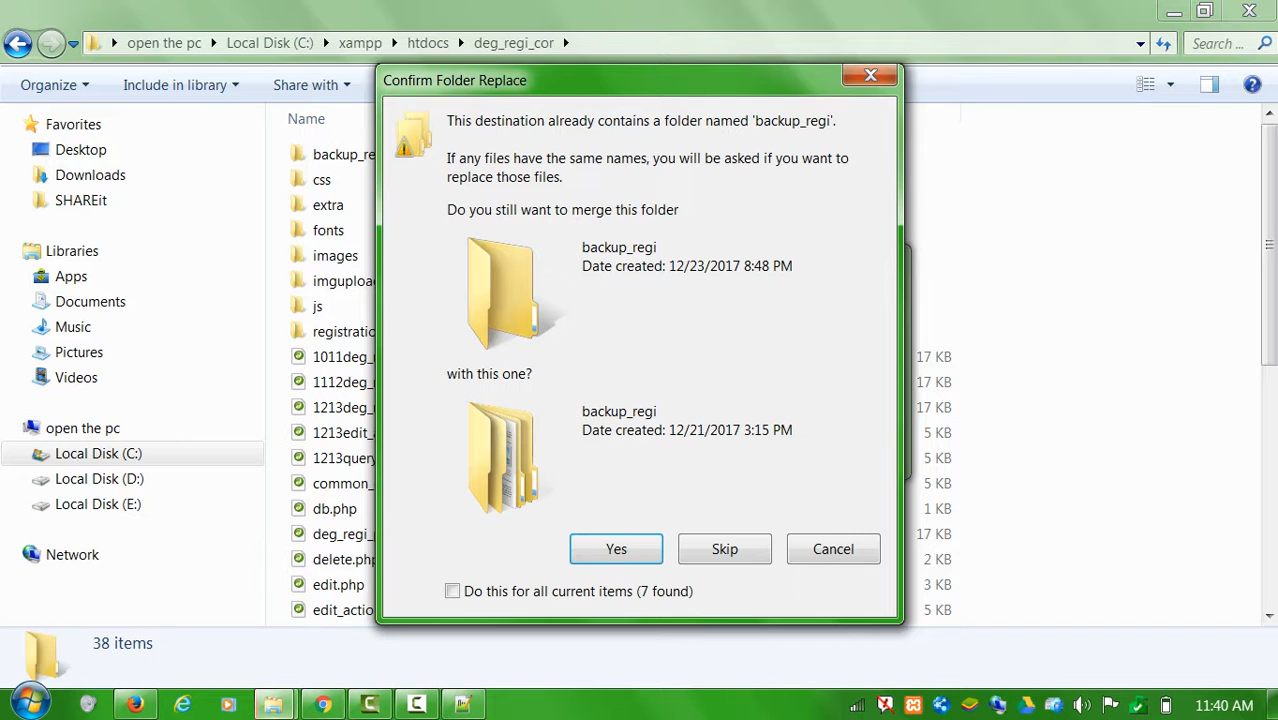 open the pc
Local Disk (C:)
xampp
htdocs
deg_regi_cor
Search ...
Organize
Include in library
Share with
Favorites
Desktop
Downloads
SHAREit
Libraries
Apps
Documents
Music
Pictures
Videos
open the pc
Local Disk (C:)
Local Disk (D:)
Local Disk (E:)
Network
Name
backup_re
css
extra
fonts
images
imguploa
js
registratio
1011deg_
1112deg_
1213deg_
1213edit_
1213query
common_
db.php
deg_regi_
delete.php
edit.php
edit_actio
17 KB
17 KB
17 KB
5 KB
5 KB
5 KB
1 KB
17 KB
2 KB
3 KB
5 KB
Confirm Folder Replace
This destination already contains a folder named 'backup_regi'.
If any files have the same names, you will be asked if you want to
replace those files.
Do you still want to merge this folder
backup_regi
Date created: 12/23/2017 8:48 PM
with this one?
backup_regi
Date created: 12/21/2017 3:15 PM
Yes
Skip
Cancel
Do this for all current items (7 found)
38 items
11:40 AM